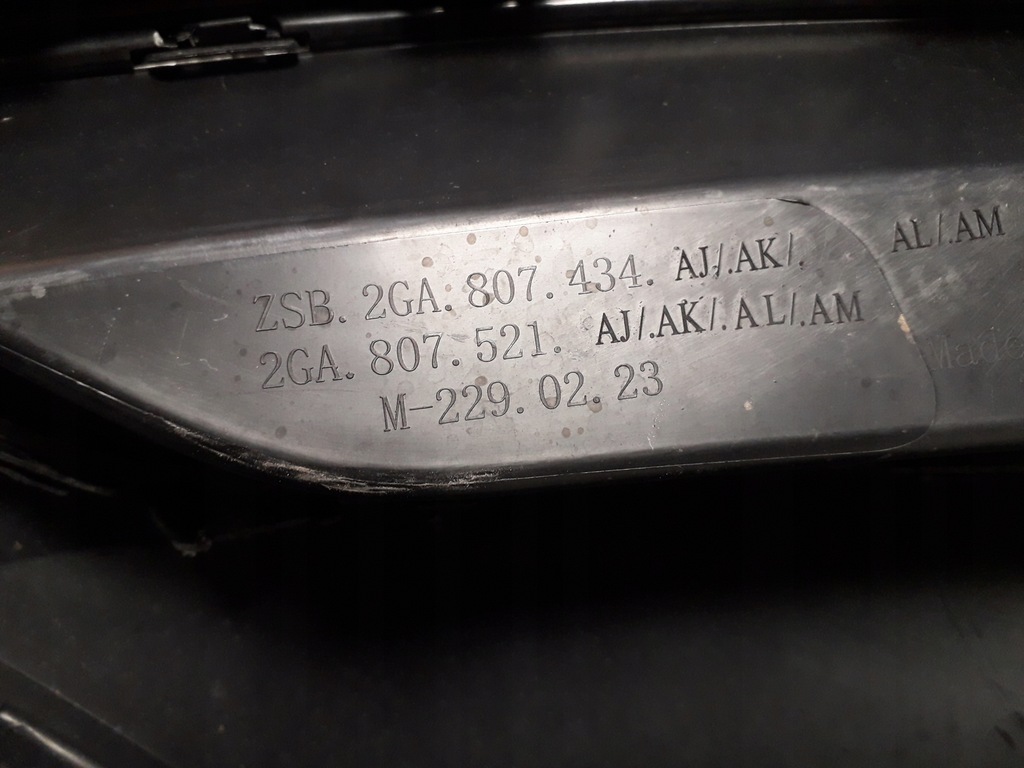 ZSB. 2GA. 807. 434. AJ/.AK/. AL/.AM
2GA. 807. 521. AJ/.AK/.AL/.AM
M-229. 02. 23